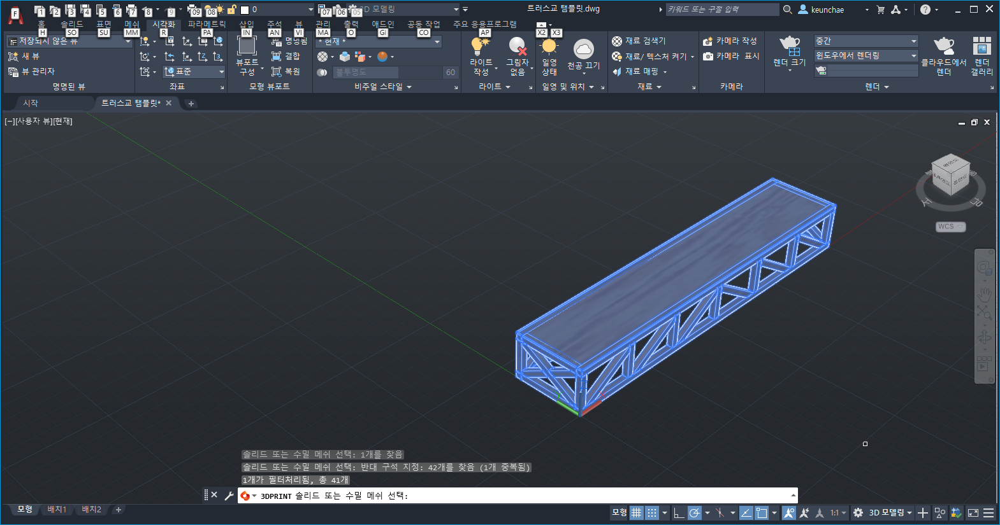 F
1 2 3 4 5 6 7 8 9 09 08 0 07 06 05 3D 모델링
트러스교 탬플릿.dwg
키워드 또는 구절 입력
keunchae
홈 솔리드 표면 메쉬 시각화 파라메트릭 삽입 주석 뷰 관리 출력 애드인 공동 작업 주요 응용프로그램
H SO SU MM R PA IN AN VI MA O Gi CO AP X2 X3
저장되지 않은 뷰
새 뷰
뷰 관리자
명명된 뷰
표준
좌표
뷰포트
구성
명명됨
결합
복원
모형 뷰포트
* 현재 *
불투명도 60
비주얼 스타일
라이트
작성
그림자
없음
라이트
일영
상태
천공 끄기
일영 및 위치
재료 검색기
재료/ 텍스처 켜기
재료 매핑
재료
카메라 작성
카메라 표시
카메라
렌더 크기
중간
윈도우에서 렌더링
클라우드에서
렌더
렌더
갤러리
렌더
시작
트러스교 탬플릿*
[−][사용자 뷰][현재]
WCS
솔리드 또는 수밀 메쉬 선택: 1개를 찾음
솔리드 또는 수밀 메쉬 선택: 반대 구석 지정: 42개를 찾음 (1개 중복됨)
1개가 필터처리됨, 총 41개
3DPRINT 솔리드 또는 수밀 메쉬 선택:
모형 배치1 배치2
모형
1:1
3D 모델링